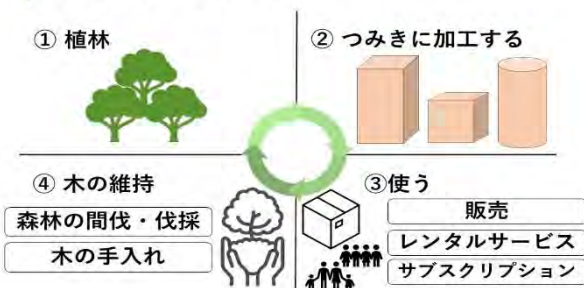 ① 植林
② つみきに加工する
④ 木の維持
森林の間伐・伐採
木の手入れ
③使う
販売
レンタルサービス
サブスクリプション